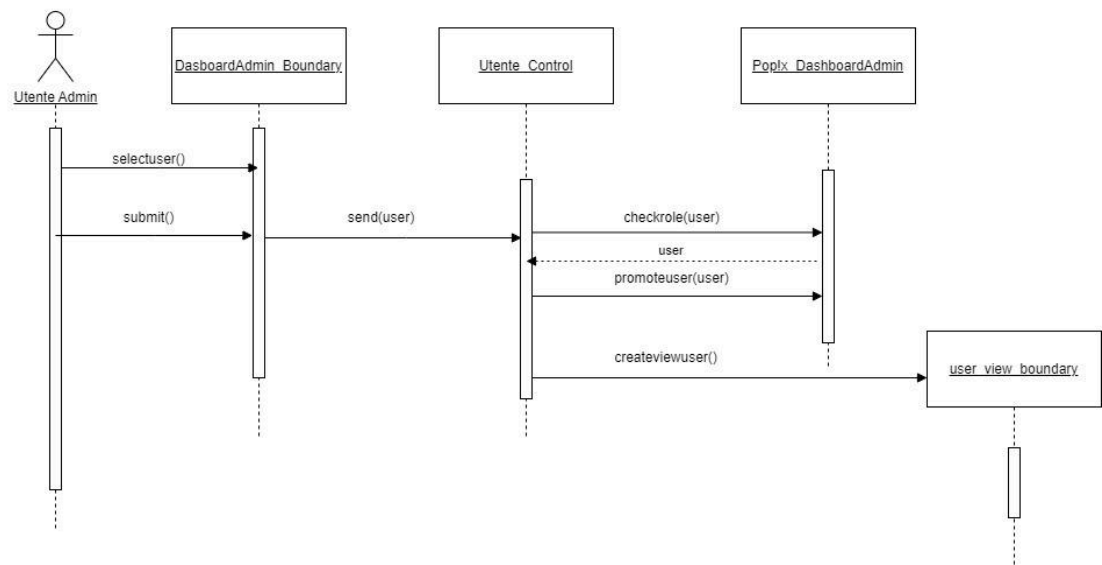 Utente Admin
DasboardAdmin_Boundary
Utente_Control
Pop!x_DashboardAdmin
selectuser()
submit()
send(user)
checkrole(user)
user
promoteuser(user)
createviewuser()
user_view_boundary